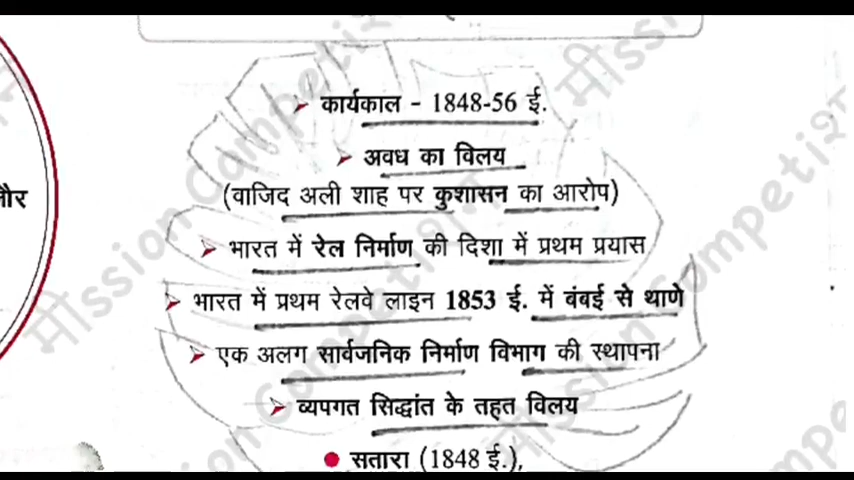 ➢ कार्यकाल - 1848-56 ई.
➢ अवध का विलय
(वाजिद अली शाह पर कुशासन का आरोप)
➢ भारत में रेल निर्माण की दिशा में प्रथम प्रयास
➢ भारत में प्रथम रेलवे लाइन 1853 ई. में बंबई से थाणे
➢ एक अलग सार्वजनिक निर्माण विभाग की स्थापना
➢ व्यपगत सिद्धांत के तहत विलय
● सतारा (1848 ई.),